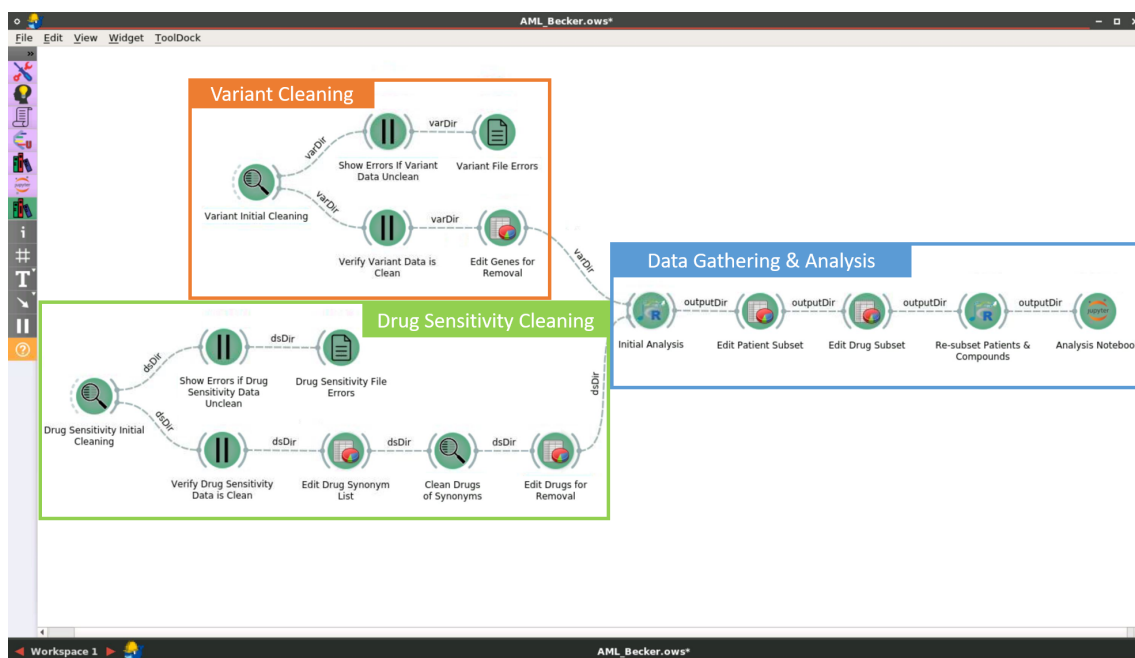 AML_Becker.ows*
File Edit View Widget ToolDock
»
Variant Cleaning
varDir
varDir
Show Errors If Variant
Data Unclean
Variant File Errors
Variant Initial Cleaning
varDir
varDir
Verify Variant Data is
Clean
Edit Genes for
Removal
varDir
Data Gathering & Analysis
outputDir
outputDir
outputDir
outputDir
R
R
jupyter
Initial Analysis
Edit Patient Subset
Edit Drug Subset
Re-subset Patients &
Compounds
Analysis Noteboo
Drug Sensitivity Cleaning
dsDir
dsDir
Show Errors if Drug
Sensitivity Data
Unclean
Drug Sensitivity File
Errors
Drug Sensitivity Initial
Cleaning
dsDir
dsDir
dsDir
dsDir
dsDir
Verify Drug Sensitivity
Data is Clean
Edit Drug Synonym
List
Clean Drugs
of Synonyms
Edit Drugs for
Removal
jupyter
i
#
T
?
Workspace 1
AML_Becker.ows*